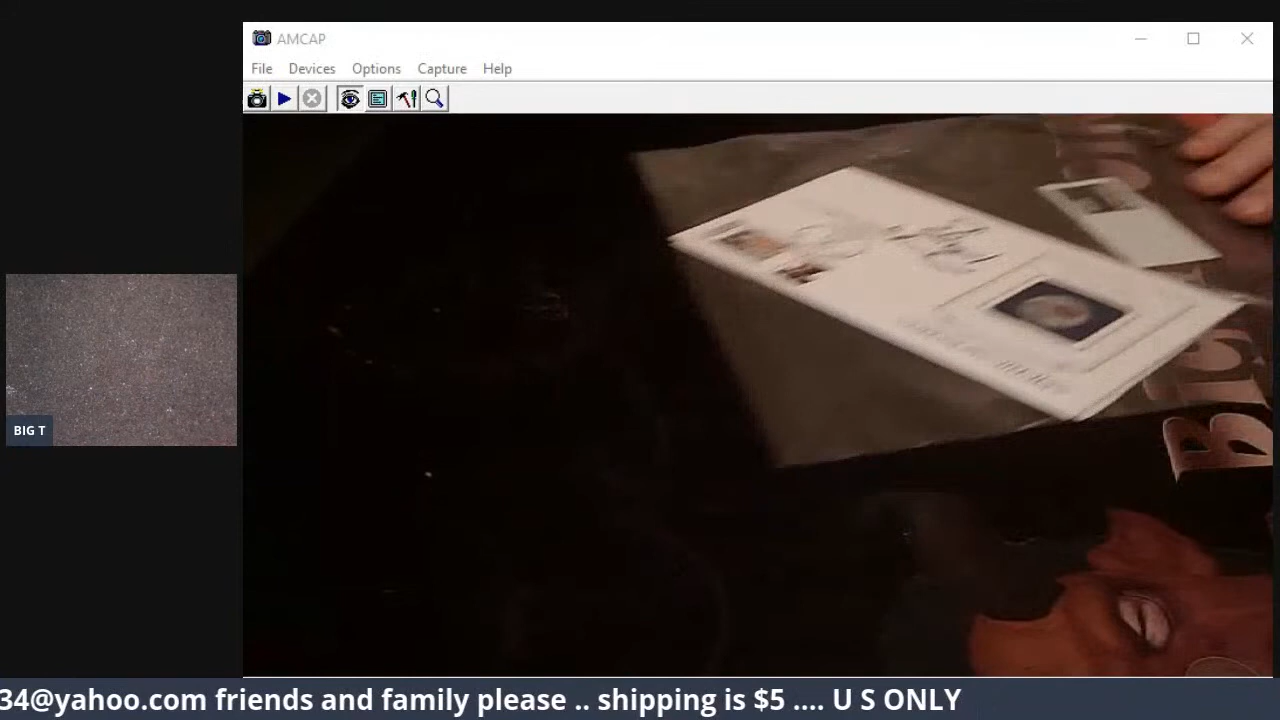 AMCAP
File Devices Options Capture Help
B
BIG T
34@yahoo.com friends and family please .. shipping is $5 .... U S ONLY